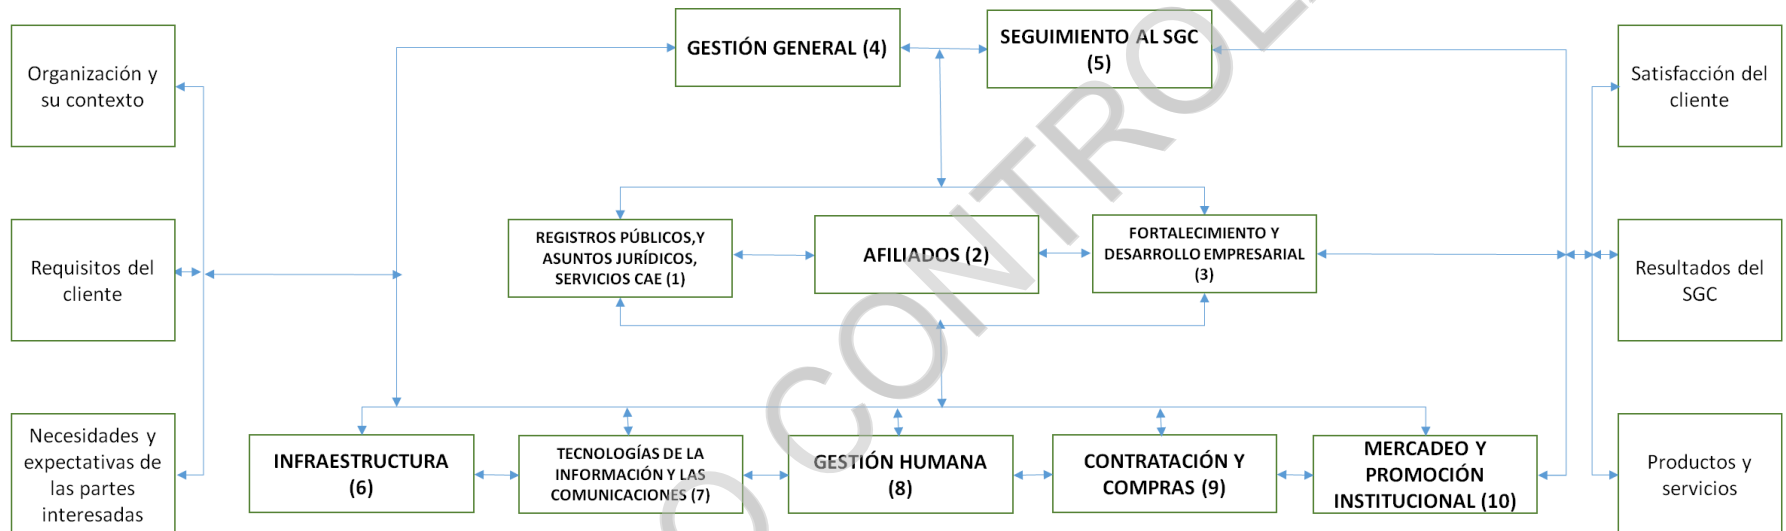 Organización y
su contexto
Requisitos del
cliente
Necesidades y
expectativas de
las partes
interesadas
GESTIÓN GENERAL (4)
SEGUIMIENTO AL SGC
(5)
REGISTROS PÚBLICOS,Y
ASUNTOS JURÍDICOS,
SERVICIOS CAE (1)
AFILIADOS (2)
FORTALECIMIENTO Y
DESARROLLO EMPRESARIAL
(3)
INFRAESTRUCTURA
(6)
TECNOLOGÍAS DE LA
INFORMACIÓN Y LAS
COMUNICACIONES (7)
GESTIÓN HUMANA
(8)
CONTRATACIÓN Y
COMPRAS (9)
MERCADEO Y
PROMOCIÓN
INSTITUCIONAL (10)
Satisfacción del
cliente
Resultados del
SGC
Productos y
servicios